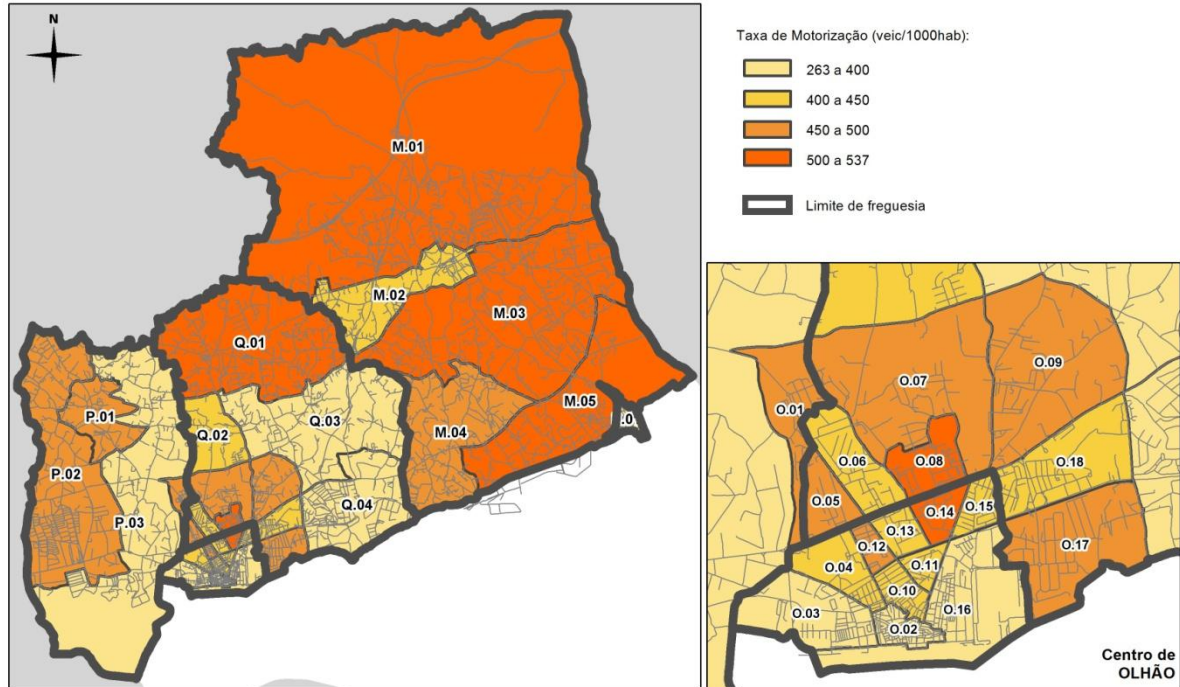 N
M.01
M.02
M.03
Q.01
M.05
P.01
Q.03
M.04
Q.02
P.02
Q.04
P.03
Taxa de Motorização (veic/1000hab):
263 a 400
400 a 450
450 a 500
500 a 537
Limite de freguesia
O.09
O.07
O.01
O.06
O.08
O.18
O.05
O.15
O.14
O.13
O.12
O.17
O.04
O.11
O.10
O.03
O.16
O.02
Centro de
OLHÃO